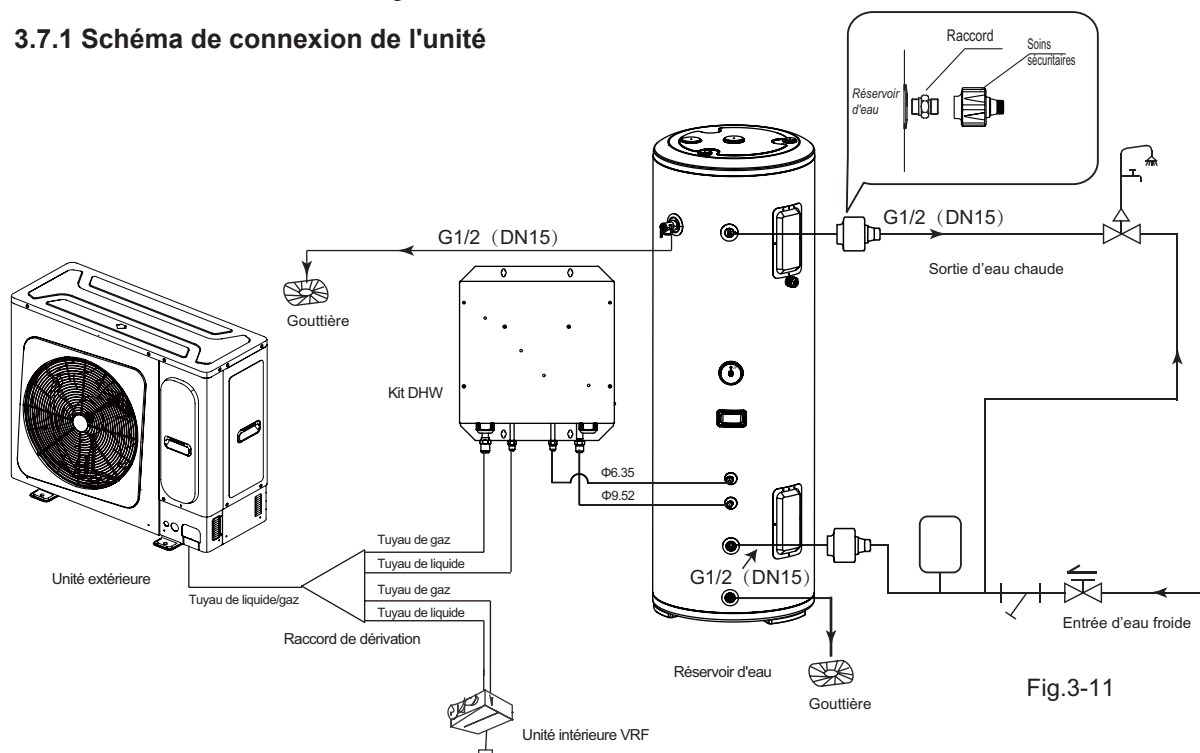 3.7.1 Schéma de connexion de l'unité
Raccord
Soins
sécuritaires
Réservoir
d'eau
G1/2 （DN15）
G1/2 （DN15）
Sortie d'eau chaude
Gouttière
Kit DHW
Φ6.35
Φ9.52
Tuyau de gaz
Tuyau de liquide
Tuyau de gaz
Tuyau de liquide
Unité extérieure
Tuyau de liquide/gaz
Raccord de dérivation
G1/2 （DN15）
Entrée d'eau froide
Réservoir d'eau
Gouttière
Fig.3-11
Unité intérieure VRF